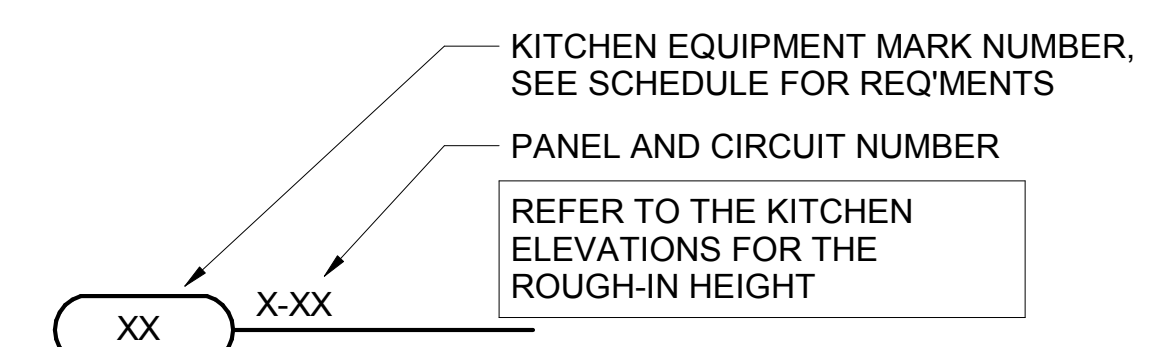 KITCHEN EQUIPMENT MARK NUMBER,
SEE SCHEDULE FOR REQ'MENTS
PANEL AND CIRCUIT NUMBER
REFER TO THE KITCHEN
ELEVATIONS FOR THE
ROUGH-IN HEIGHT
X-XX
XX